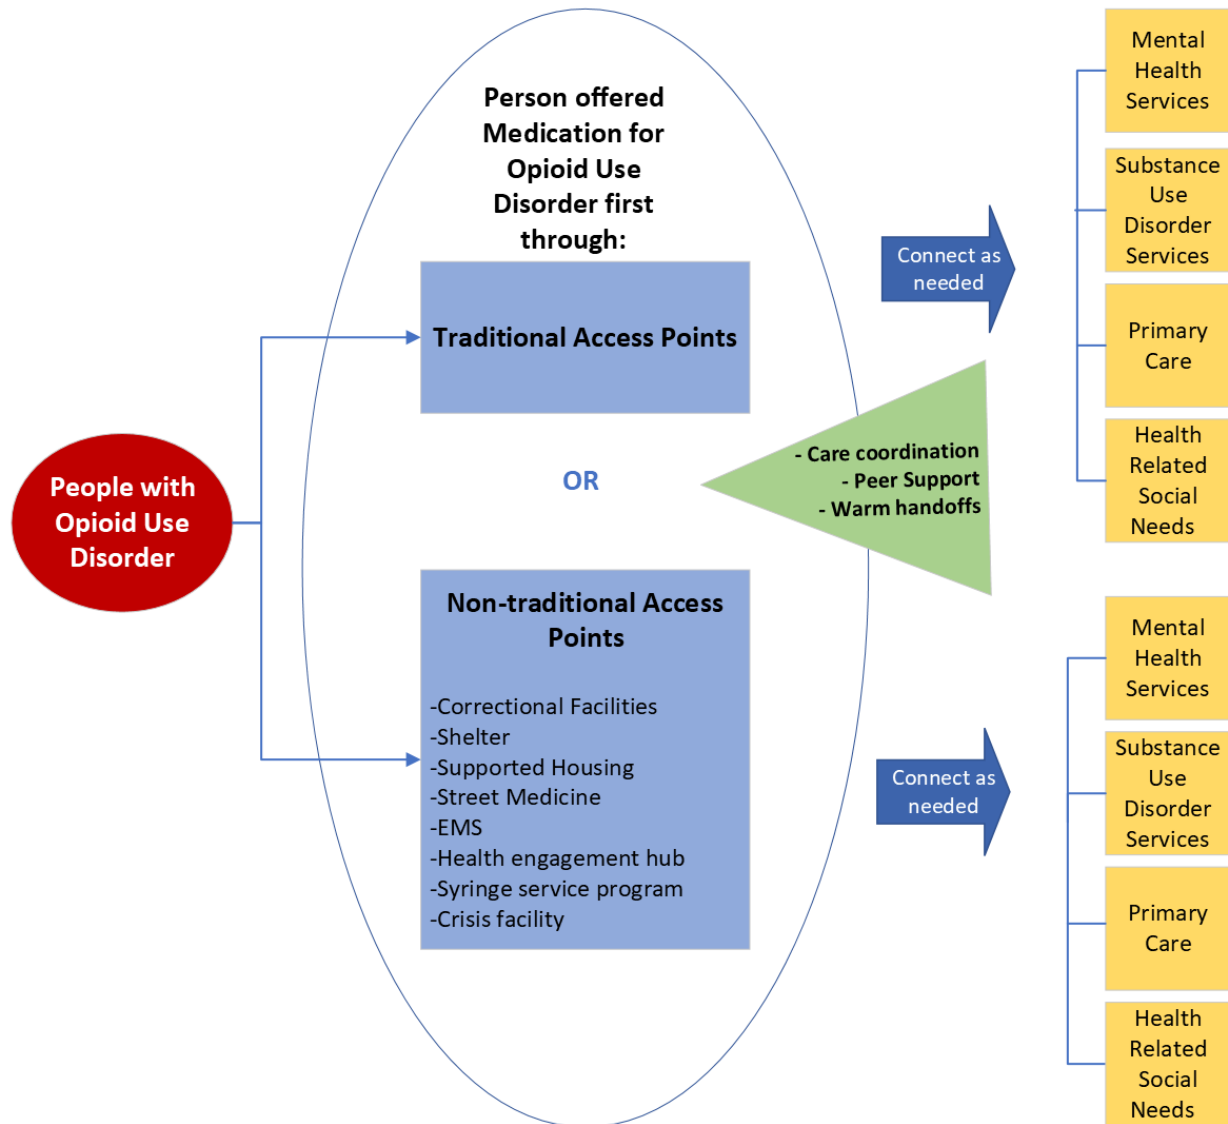 People with
Opioid Use
Disorder
Person offered
Medication for
Opioid Use
Disorder first
through:
Traditional Access Points
OR
Non-traditional Access
Points
-Correctional Facilities
-Shelter
-Supported Housing
-Street Medicine
-EMS
-Health engagement hub
-Syringe service program
-Crisis facility
- Care coordination
- Peer Support
- Warm handoffs
Connect as
needed
Mental
Health
Services
Substance
Use
Disorder
Services
Primary
Care
Health
Related
Social
Needs
Connect as
needed
Mental
Health
Services
Substance
Use
Disorder
Services
Primary
Care
Health
Related
Social
Needs